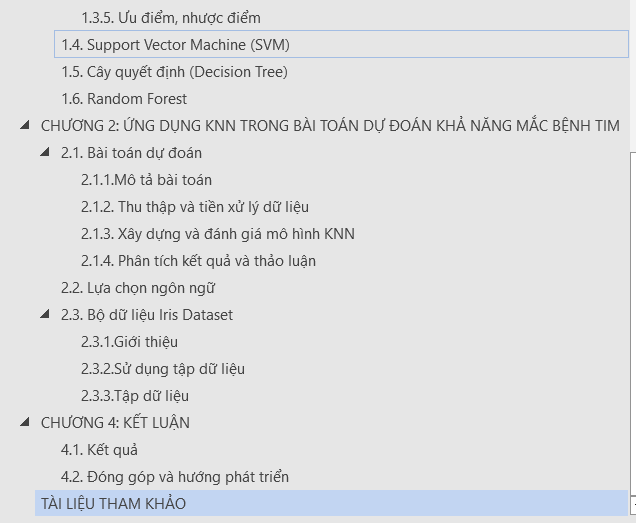 1.3.5. Ưu điểm, nhược điểm
1.4. Support Vector Machine (SVM)
1.5. Cây quyết định (Decision Tree)
1.6. Random Forest
CHƯƠNG 2: ỨNG DỤNG KNN TRONG BÀI TOÁN DỰ ĐOÁN KHẢ NĂNG MẮC BỆNH TIM
2.1. Bài toán dự đoán
2.1.1.Mô tả bài toán
2.1.2. Thu thập và tiền xử lý dữ liệu
2.1.3. Xây dựng và đánh giá mô hình KNN
2.1.4. Phân tích kết quả và thảo luận
2.2. Lựa chọn ngôn ngữ
2.3. Bộ dữ liệu Iris Dataset
2.3.1.Giới thiệu
2.3.2.Sử dụng tập dữ liệu
2.3.3.Tập dữ liệu
CHƯƠNG 4: KẾT LUẬN
4.1. Kết quả
4.2. Đóng góp và hướng phát triển
TÀI LIỆU THAM KHẢO